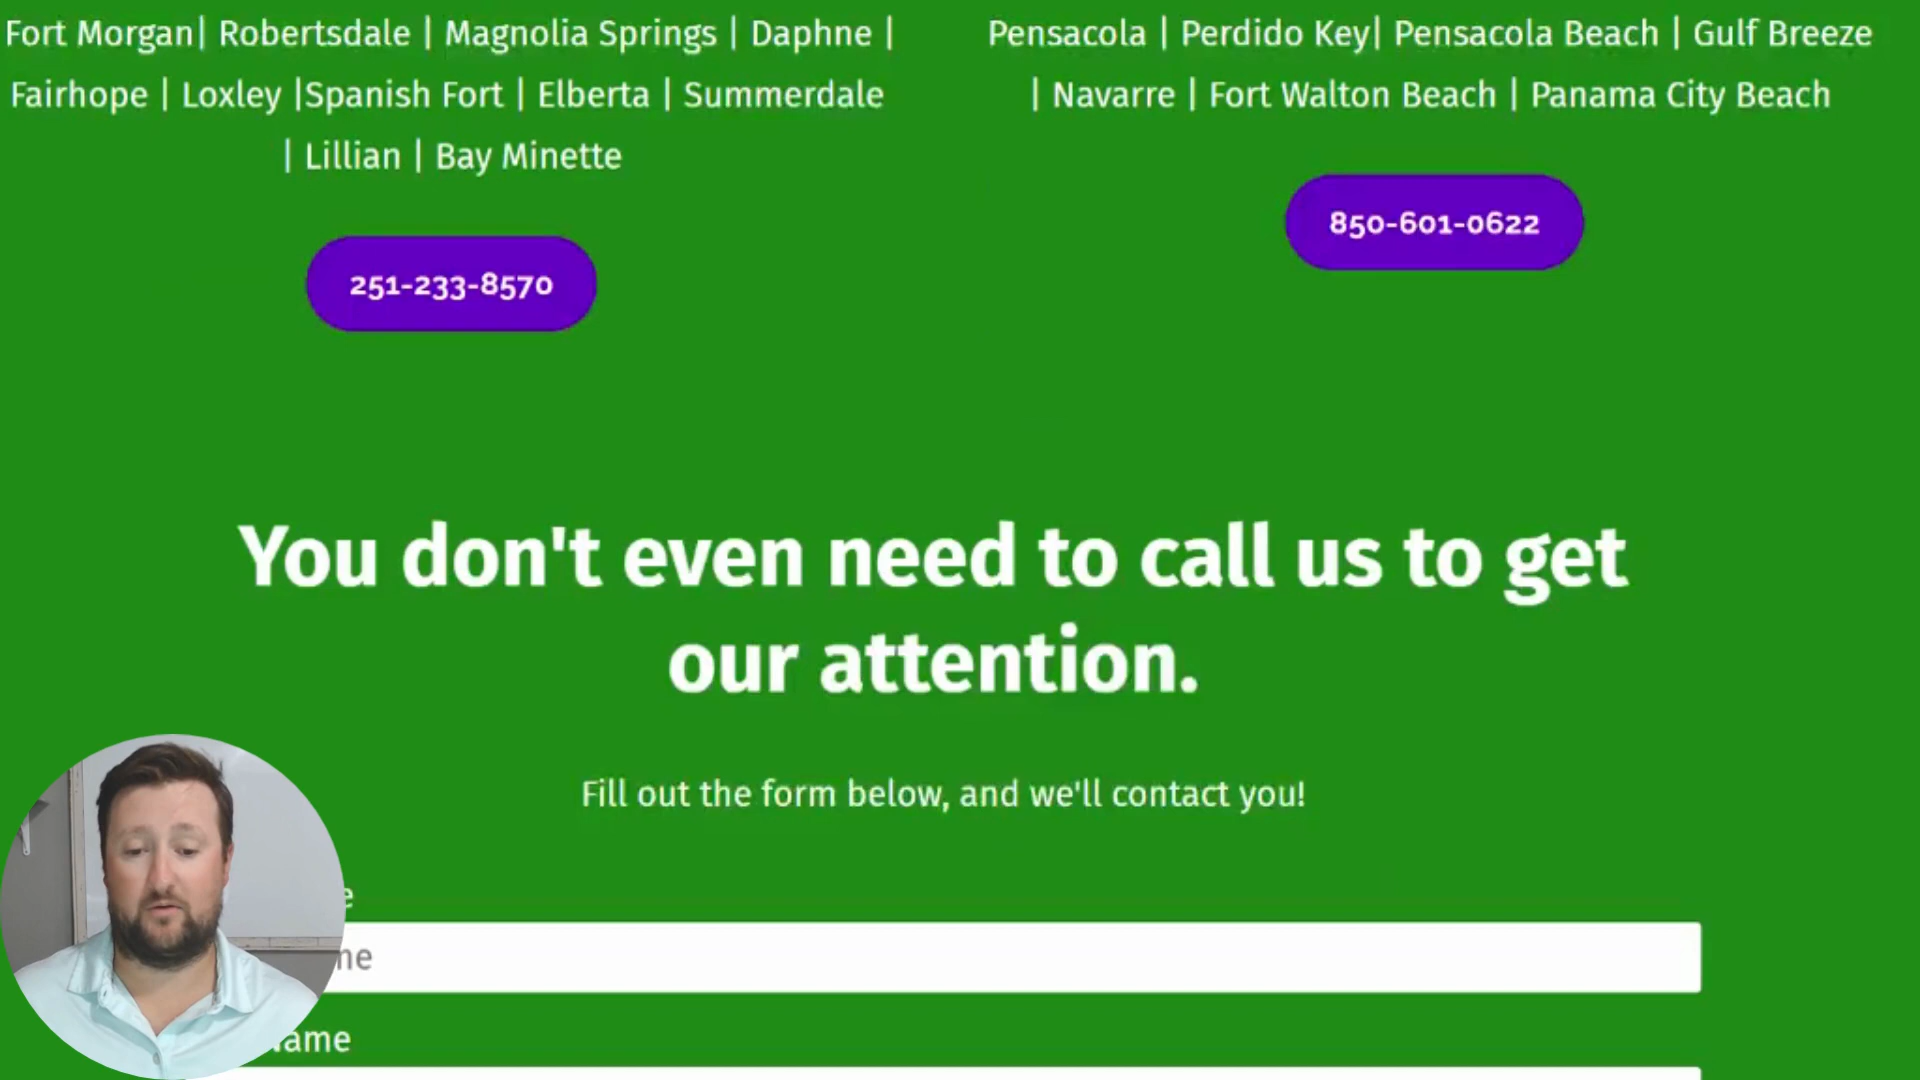 Fort Morgan| Robertsdale | Magnolia Springs | Daphne |
Fairhope | Loxley |Spanish Fort | Elberta | Summerdale
| Lillian | Bay Minette
251-233-8570
Pensacola | Perdido Key| Pensacola Beach | Gulf Breeze
| Navarre | Fort Walton Beach | Panama City Beach
850-601-0622
You don't even need to call us to get
our attention.
Fill out the form below, and we'll contact you!